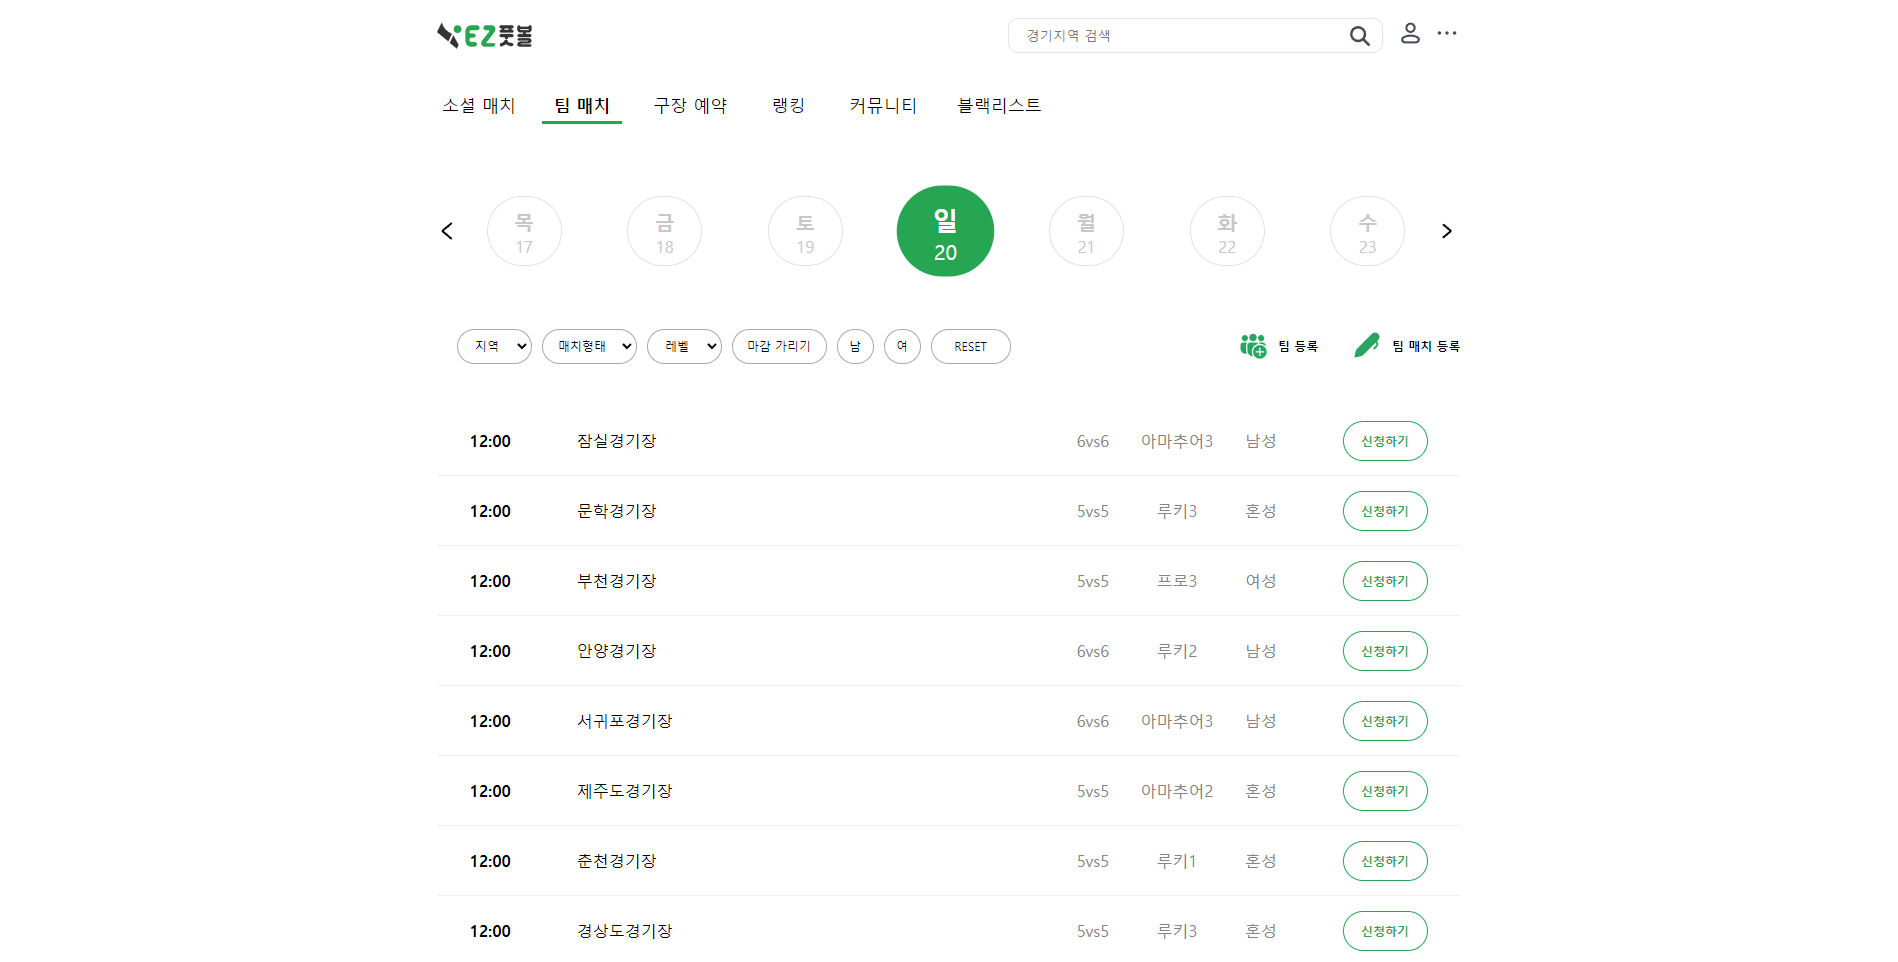 EZ풋볼
경기지역 검색
소셜 매치 팀 매치 구장 예약 랭킹 커뮤니티 블랙리스트
목 금 토 일 월 화 수
17 18 19 20 21 22 23
지역 매치형태 레벨 마감 가리기 남 여 RESET 팀 등록 팀 매치 등록
12:00 잠실경기장 6vs6 아마추어3 남성 신청하기
12:00 문학경기장 5vs5 루키3 혼성 신청하기
12:00 부천경기장 5vs5 프로3 여성 신청하기
12:00 안양경기장 6vs6 루키2 남성 신청하기
12:00 서귀포경기장 6vs6 아마추어3 남성 신청하기
12:00 제주도경기장 5vs5 아마추어2 혼성 신청하기
12:00 춘천경기장 5vs5 루키1 혼성 신청하기
12:00 경상도경기장 5vs5 루키3 혼성 신청하기